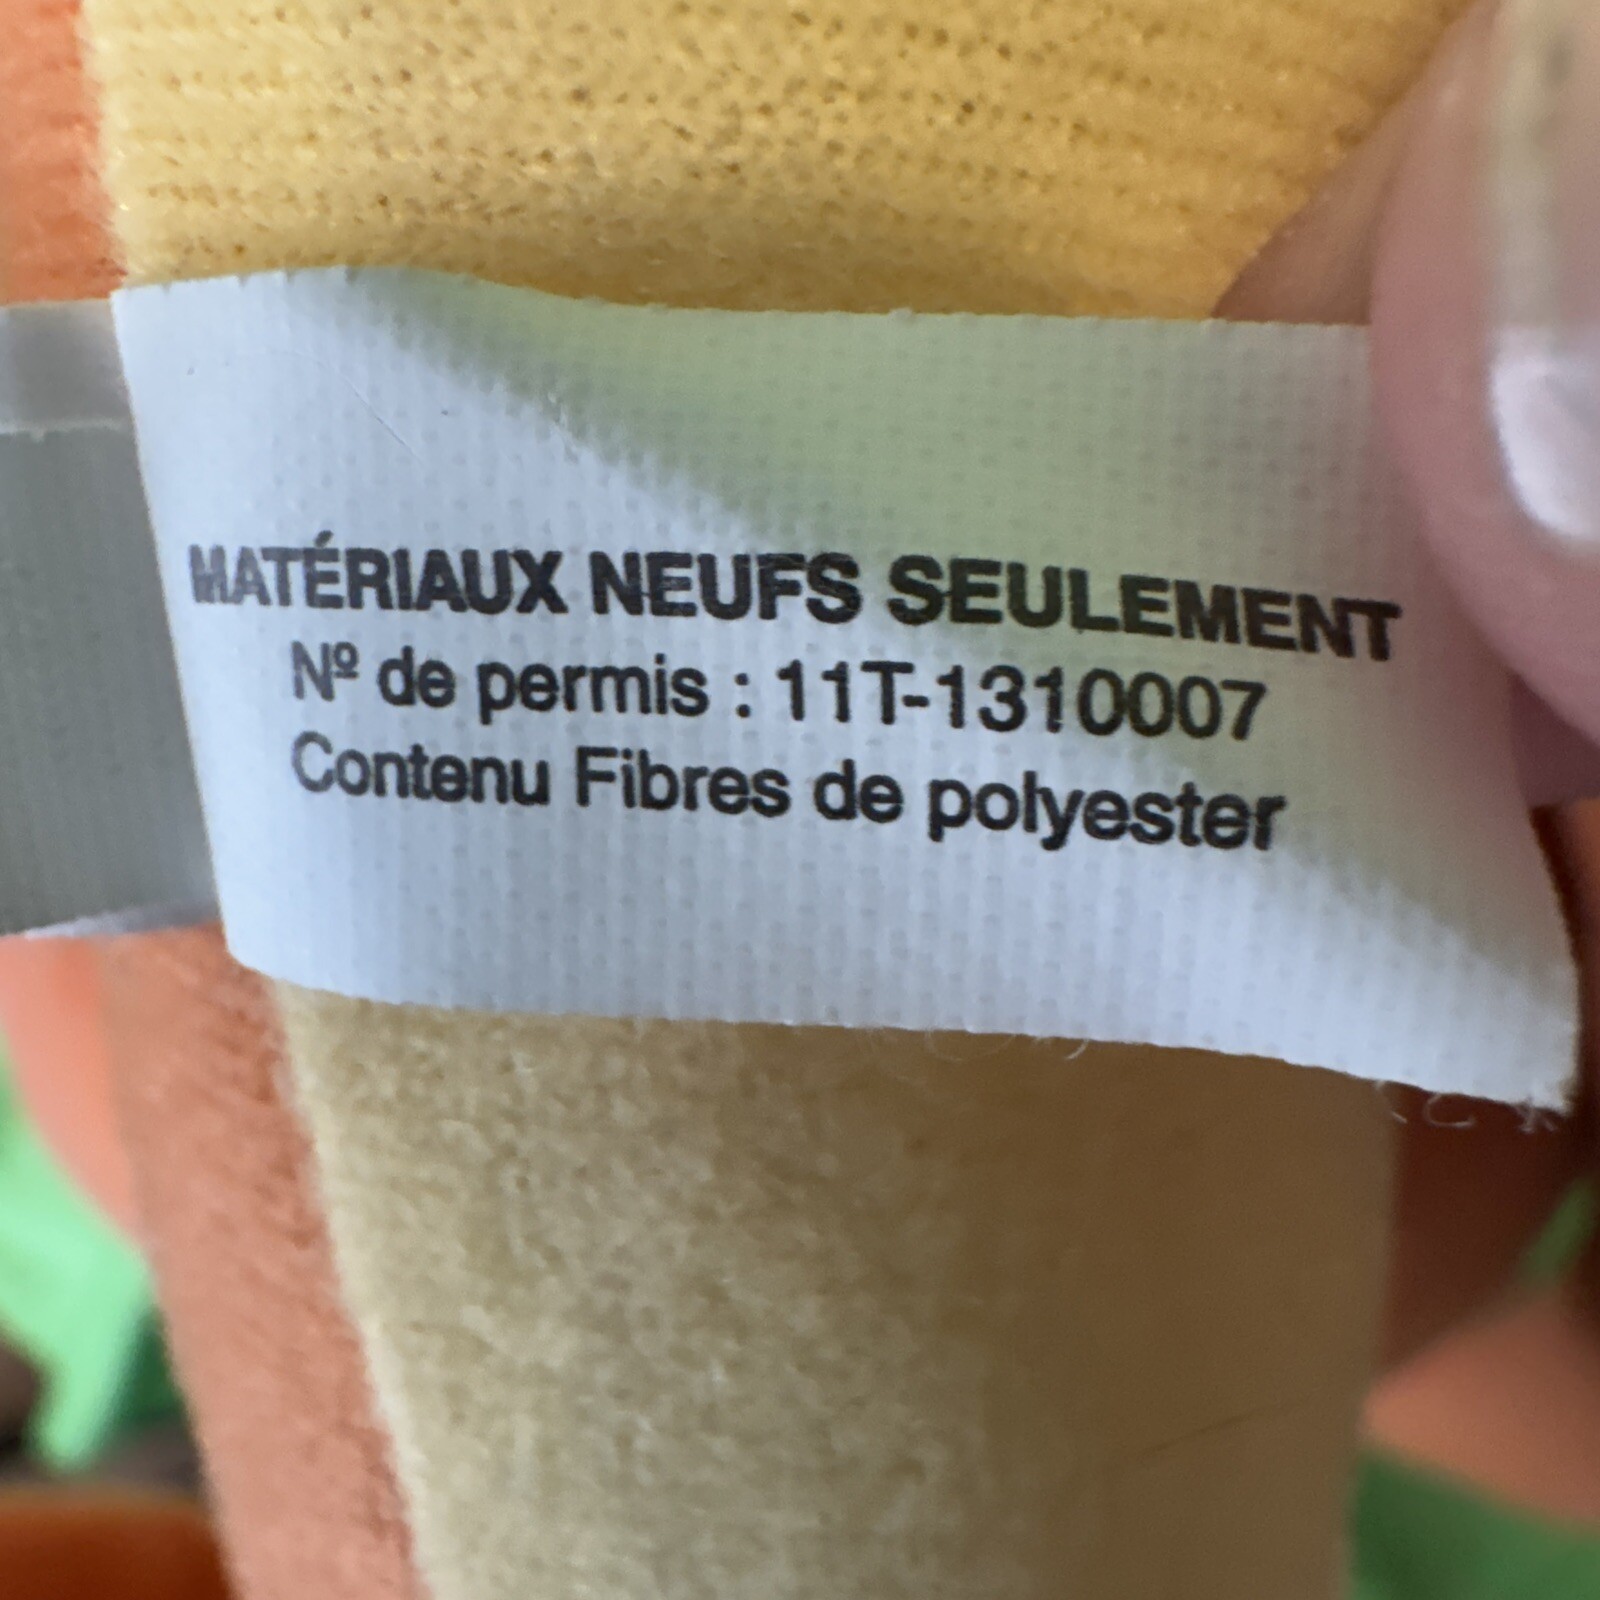 MATÉRIAUX NEUFS SEULEMENT
Nº de permis : 11T-1310007
Contenu Fibres de polyester